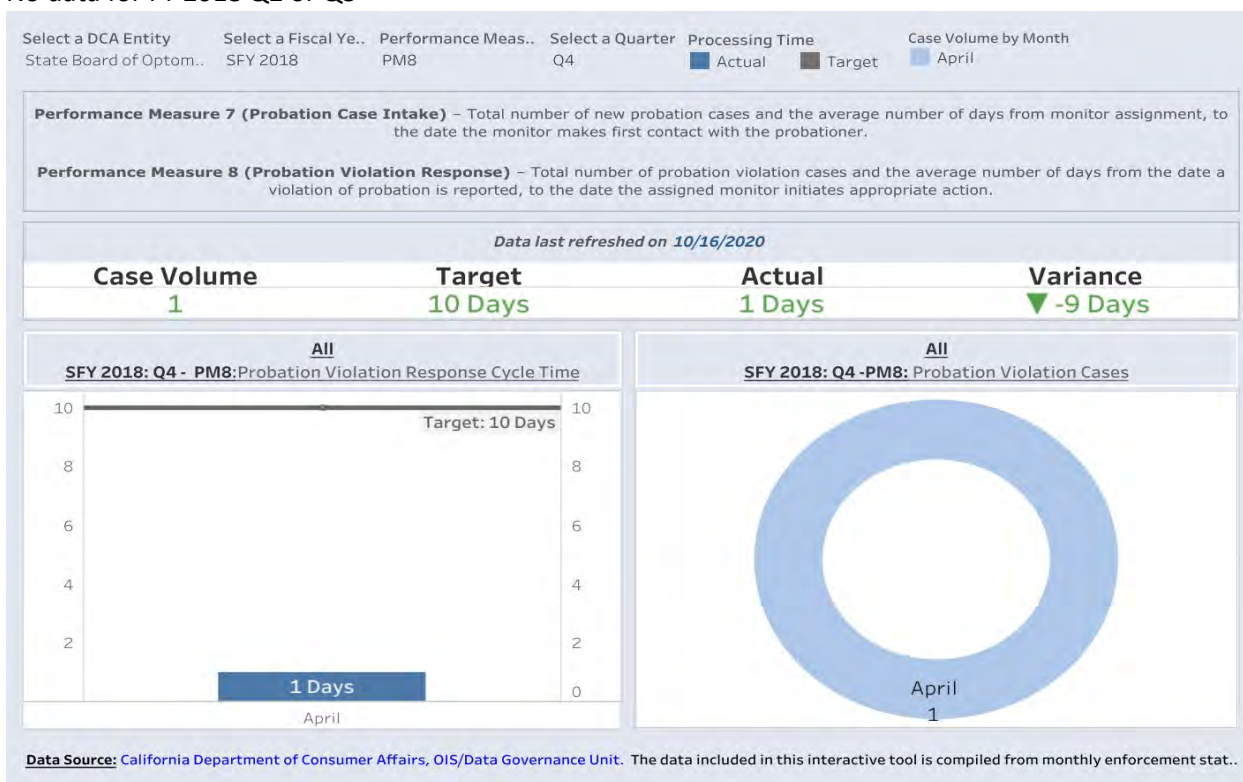 Select a DCA Entity Select a Fiscal Ye.. Performance Meas.. Select a Quarter Processing Time Case Volume by Month
State Board of Optom.. SFY 2018 PM8 Q4 Actual Target April
Performance Measure 7 (Probation Case Intake) – Total number of new probation cases and the average number of days from monitor assignment, to
the date the monitor makes first contact with the probationer.
Performance Measure 8 (Probation Violation Response) – Total number of probation violation cases and the average number of days from the date a
violation of probation is reported, to the date the assigned monitor initiates appropriate action.
Data last refreshed on 10/16/2020
Case Volume Target Actual Variance
1 10 Days 1 Days ▼ -9 Days
All
SFY 2018: Q4 - PM8:Probation Violation Response Cycle Time
10 10
Target: 10 Days
8 8
6 6
4 4
2 2
1 Days
0
April
All
SFY 2018: Q4 -PM8: Probation Violation Cases
April
1
Data Source: California Department of Consumer Affairs, OIS/Data Governance Unit. The data included in this interactive tool is compiled from monthly enforcement stat..